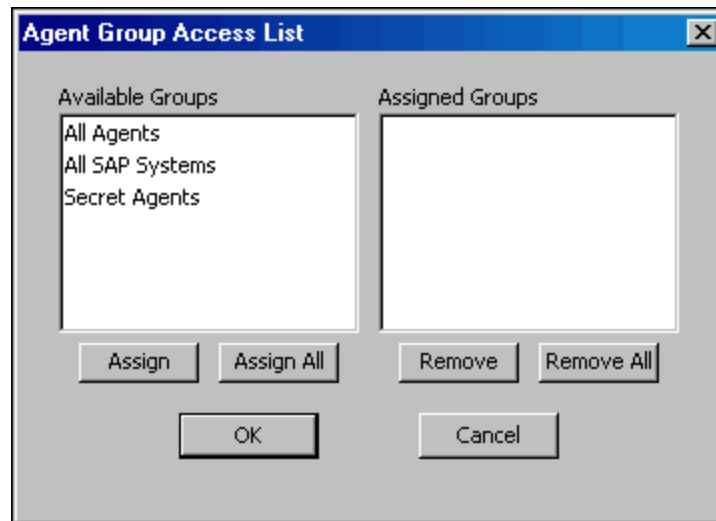 Agent Group Access List
Available Groups
Assigned Groups
All Agents
All SAP Systems
Secret Agents
Assign
Assign All
Remove
Remove All
OK
Cancel